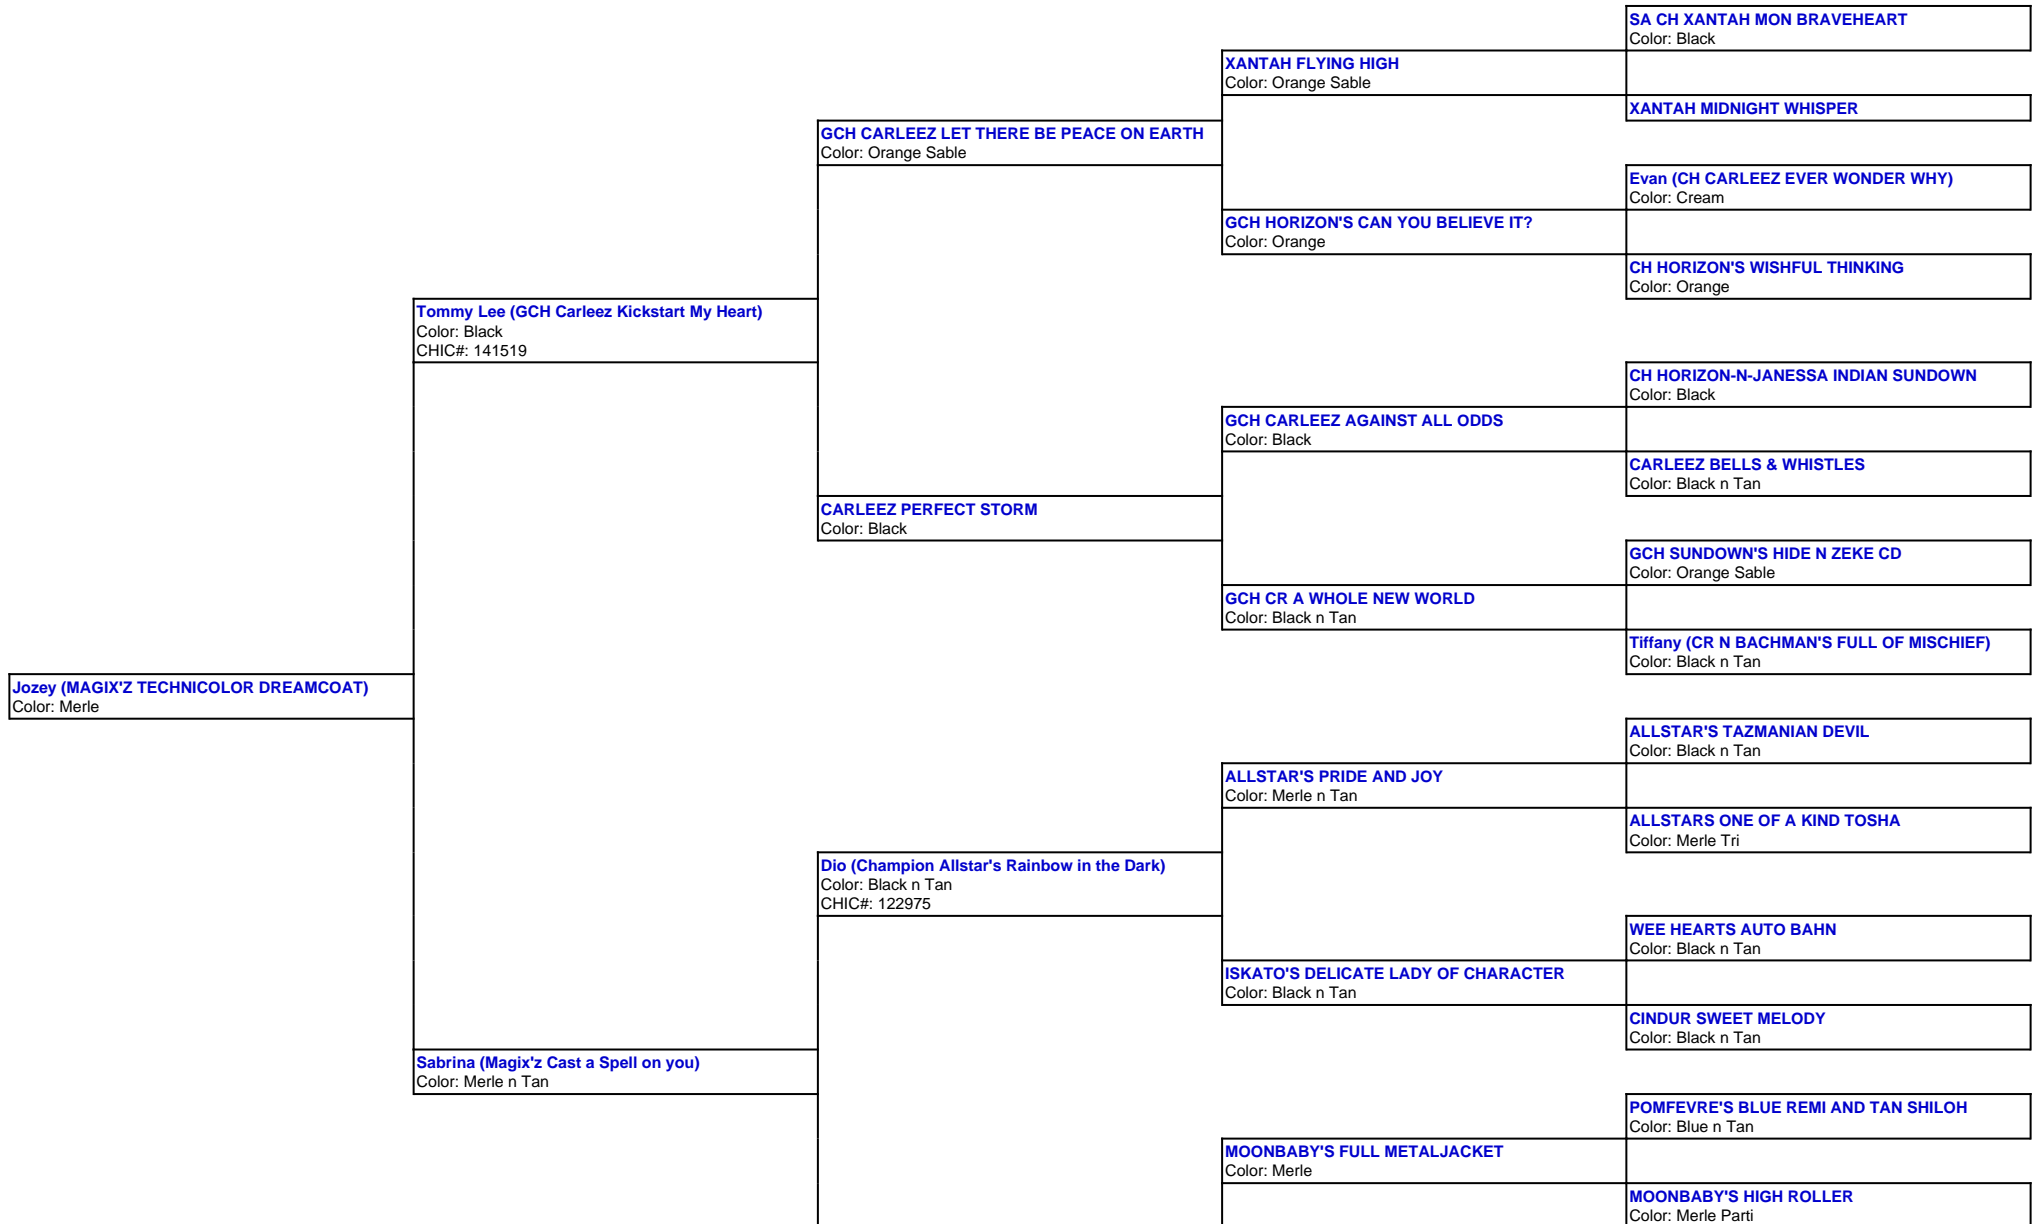 SA CH XANTAH MON BRAVEHEART
Color: Black
XANTAH FLYING HIGH
Color: Orange Sable
XANTAH MIDNIGHT WHISPER
GCH CARLEEZ LET THERE BE PEACE ON EARTH
Color: Orange Sable
Evan (CH CARLEEZ EVER WONDER WHY)
Color: Cream
GCH HORIZON'S CAN YOU BELIEVE IT?
Color: Orange
CH HORIZON'S WISHFUL THINKING
Color: Orange
Tommy Lee (GCH Carleez Kickstart My Heart)
Color: Black
CHIC#: 141519
CH HORIZON-N-JANESSA INDIAN SUNDOWN
Color: Black
GCH CARLEEZ AGAINST ALL ODDS
Color: Black
CARLEEZ BELLS & WHISTLES
Color: Black n Tan
CARLEEZ PERFECT STORM
Color: Black
GCH SUNDOWN'S HIDE N ZEKE CD
Color: Orange Sable
GCH CR A WHOLE NEW WORLD
Color: Black n Tan
Tiffany (CR N BACHMAN'S FULL OF MISCHIEF)
Color: Black n Tan
Jozey (MAGIX'Z TECHNICOLOR DREAMCOAT)
Color: Merle
ALLSTAR'S TAZMANIAN DEVIL
Color: Black n Tan
ALLSTAR'S PRIDE AND JOY
Color: Merle n Tan
ALLSTARS ONE OF A KIND TOSHA
Color: Merle Tri
Dio (Champion Allstar's Rainbow in the Dark)
Color: Black n Tan
CHIC#: 122975
WEE HEARTS AUTO BAHN
Color: Black n Tan
ISKATO'S DELICATE LADY OF CHARACTER
Color: Black n Tan
CINDUR SWEET MELODY
Color: Black n Tan
Sabrina (Magix'z Cast a Spell on you)
Color: Merle n Tan
POMFEVRE'S BLUE REMI AND TAN SHILOH
Color: Blue n Tan
MOONBABY'S FULL METALJACKET
Color: Merle
MOONBABY'S HIGH ROLLER
Color: Merle Parti